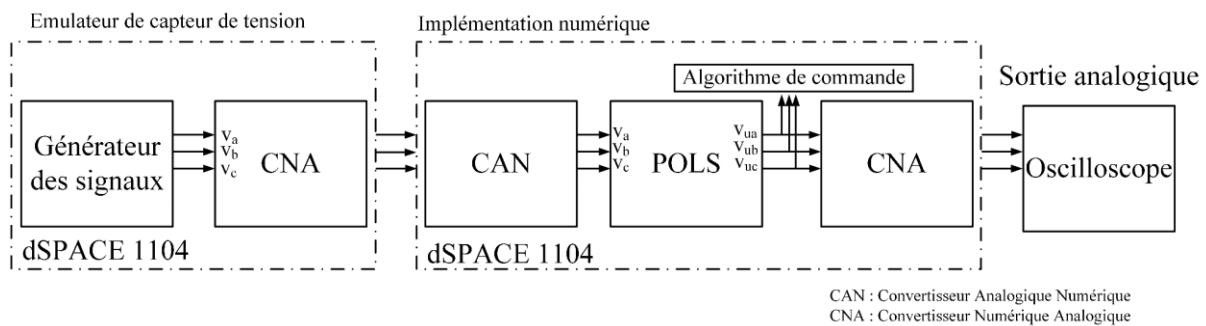 Emulateur de capteur de tension
Implémentation numérique
Algorithme de commande
Sortie analogique
Générateur
des signaux
va
vb
vc
CNA
CAN
va
vb
vc
POLS
vua
vub
vuc
CNA
Oscilloscope
dSPACE 1104
dSPACE 1104
CAN : Convertisseur Analogique Numérique
CNA : Convertisseur Numérique Analogique